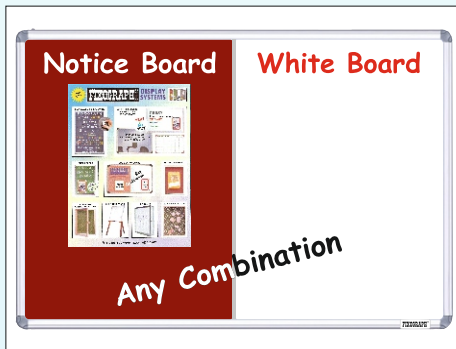 Notice Board
White Board
FIXOGRAPH
DISPLAY
SYSTEMS
Any Combination
FIXOGRAPH